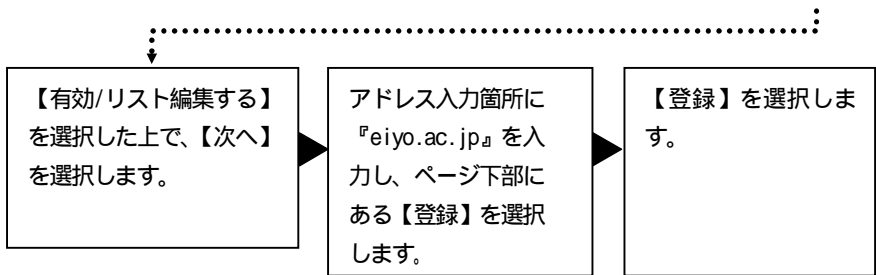 【有効/リスト編集する】
を選択した上で、【次へ】
を選択します。
アドレス入力箇所に
『eiyo.ac.jp』を入
力し、ページ下部に
ある【登録】を選択
します。
【登録】を選択しま
す。